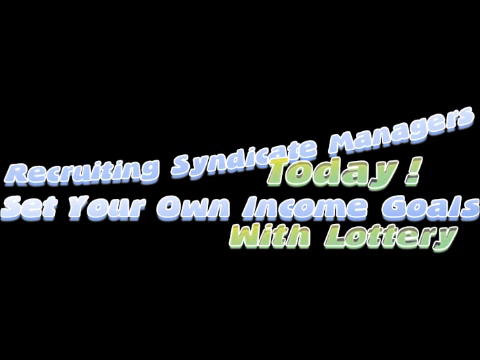 Recruiting Syndicate Managers
Today !
Set Your Own Income Goals
With Lottery